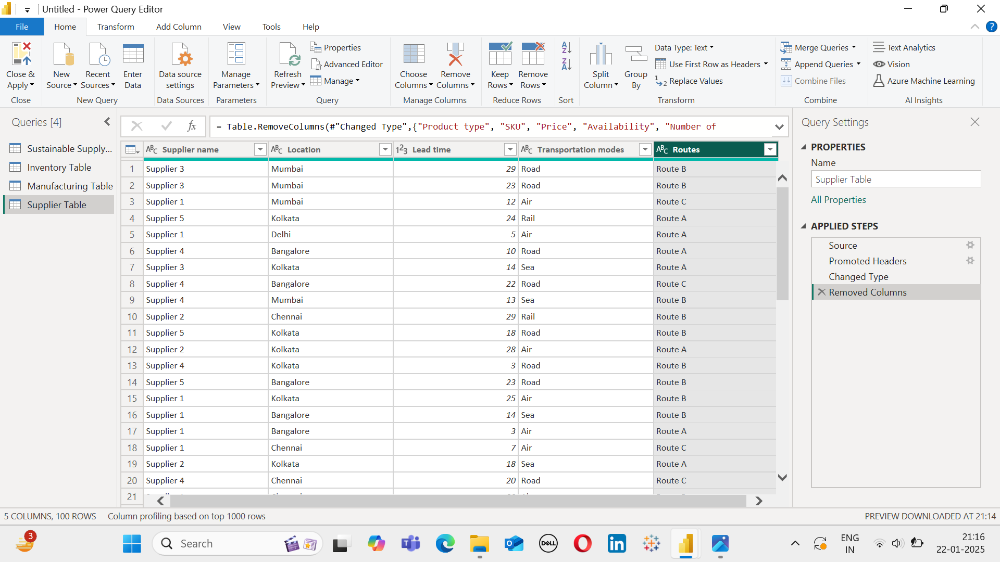 Untitled - Power Query Editor
File Home Transform Add Column View Tools Help
Close & Apply
New Source
Recent Sources
Enter Data
Data source settings
Manage Parameters
Refresh Preview
Properties
Advanced Editor
Manage
Choose Columns
Remove Columns
Keep Rows
Remove Rows
Split Column
Group By
Data Type: Text
Use First Row as Headers
Replace Values
Merge Queries
Append Queries
Combine Files
Text Analytics
Vision
Azure Machine Learning
Close New Query Data Sources Parameters Query Manage Columns Reduce Rows Sort Transform Combine AI Insights
Queries [4]
Sustainable Supply...
Inventory Table
Manufacturing Table
Supplier Table
fx = Table.RemoveColumns(#"Changed Type",{"Product type", "SKU", "Price", "Availability", "Number of
ABC Supplier name ABC Location 123 Lead time ABC Transportation modes ABC Routes
1 Supplier 3 Mumbai 29 Road Route B
2 Supplier 3 Mumbai 23 Road Route B
3 Supplier 1 Mumbai 12 Air Route C
4 Supplier 5 Kolkata 24 Rail Route A
5 Supplier 1 Delhi 5 Air Route A
6 Supplier 4 Bangalore 10 Road Route A
7 Supplier 3 Kolkata 14 Sea Route A
8 Supplier 4 Bangalore 22 Road Route C
9 Supplier 4 Mumbai 13 Sea Route B
10 Supplier 2 Chennai 29 Rail Route B
11 Supplier 5 Kolkata 18 Road Route B
12 Supplier 2 Kolkata 28 Air Route A
13 Supplier 4 Kolkata 3 Road Route B
14 Supplier 5 Bangalore 23 Road Route B
15 Supplier 1 Kolkata 25 Air Route B
16 Supplier 1 Bangalore 14 Sea Route B
17 Supplier 1 Bangalore 3 Air Route A
18 Supplier 1 Chennai 7 Air Route C
19 Supplier 2 Kolkata 18 Sea Route A
20 Supplier 4 Chennai 20 Road Route C
21
Query Settings
PROPERTIES
Name
Supplier Table
All Properties
APPLIED STEPS
Source
Promoted Headers
Changed Type
Removed Columns
5 COLUMNS, 100 ROWS Column profiling based on top 1000 rows PREVIEW DOWNLOADED AT 21:14
3
Search
DELL
ENG
IN
21:16
22-01-2025